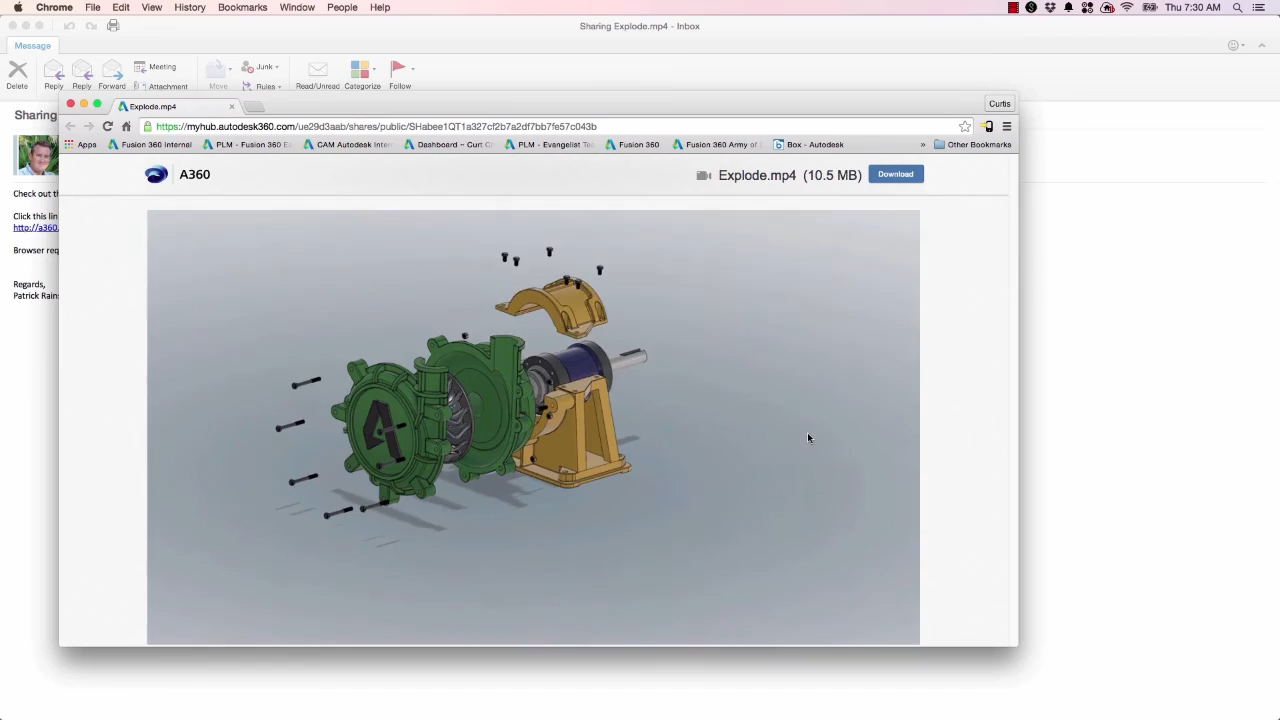 Chrome File Edit View History Bookmarks Window People Help Thu 7:30 AM
Sharing Explode.mp4 - Inbox
Message
Meeting Junk
Delete Reply Reply Forward Attachment Move Rules Read/Unread Categorize Follow
Explode.mp4 Curtis
Sharing
https://myhub.autodesk360.com/ue29d3aab/shares/public/SHabee1QT1a327cf2b7a2df7bb7fe57c043b
Apps Fusion 360 Internal PLM - Fusion 360 Ex CAM Autodesk Inter Dashboard – Curt C PLM - Evangelist Tea Fusion 360 Fusion 360 Army of Box - Autodesk » Other Bookmarks
A360 Explode.mp4 (10.5 MB) Download
Check out th
Click this lin
http://a360.
Browser req
Regards,
Patrick Rains